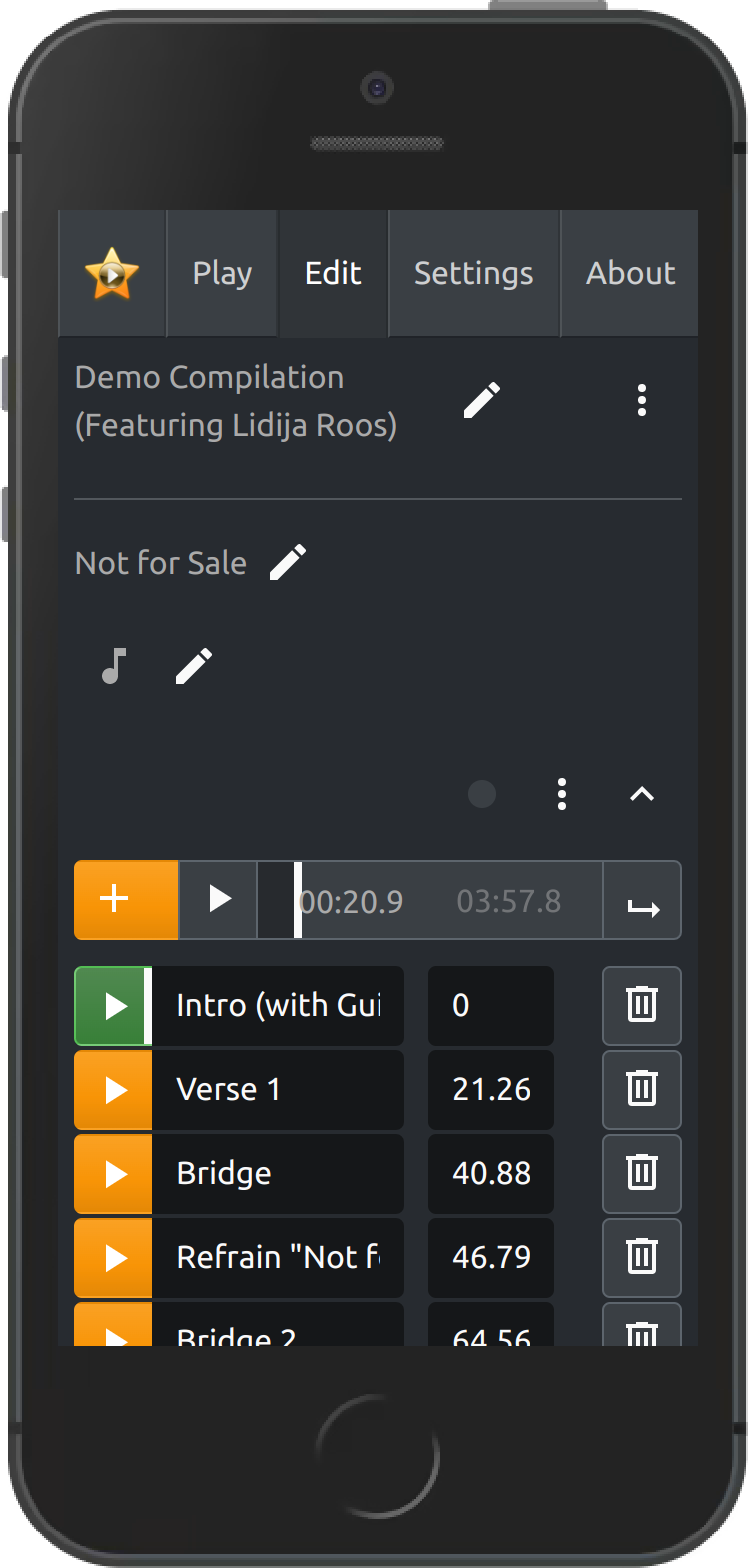 Play Edit Settings About
Demo Compilation
(Featuring Lidija Roos)
Not for Sale
00:20.9 03:57.8
Intro (with Gui 0
Verse 1 21.26
Bridge 40.88
Refrain "Not fo 46.79
Bridge 2 64.56